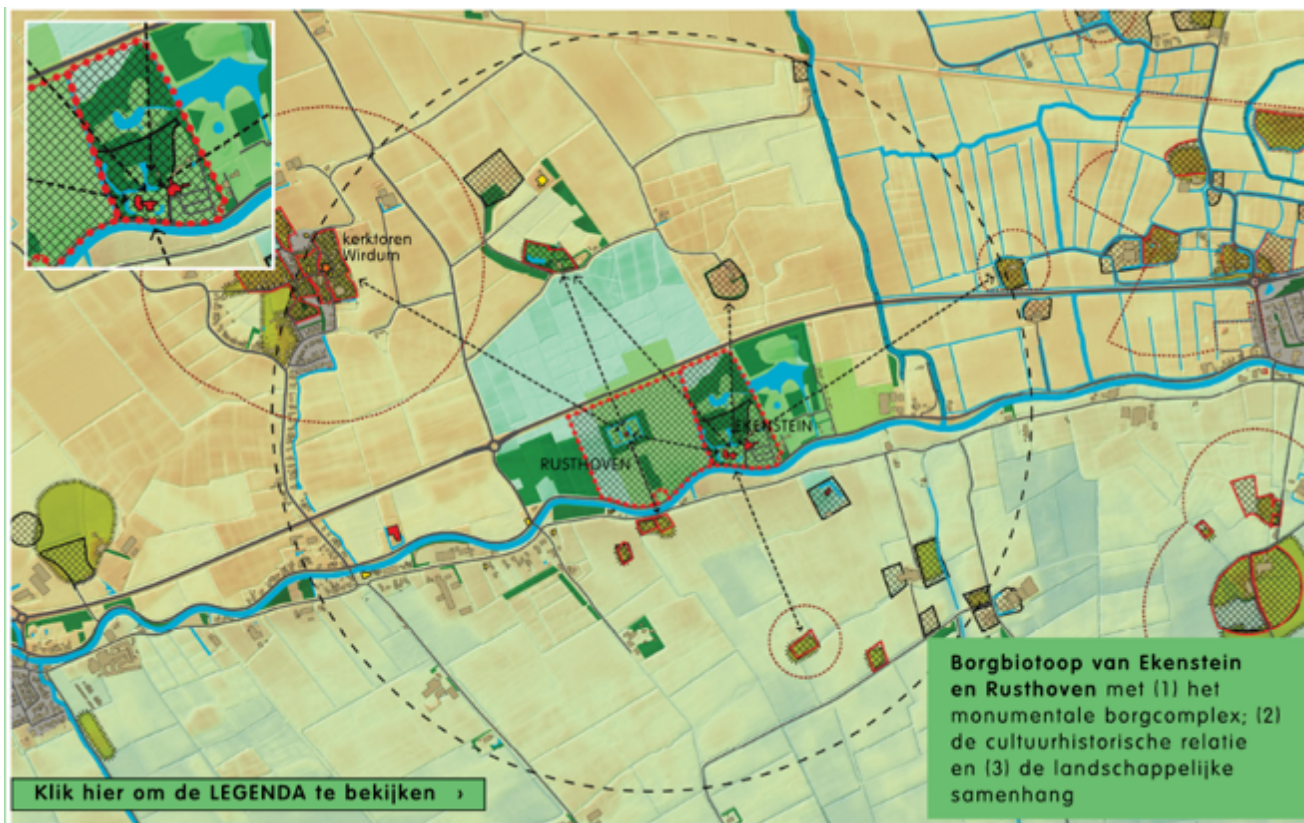 kerktoren
Wirdum
EKENSTEIN
RUSTHOVEN
Borgbiotoop van Ekenstein
en Rusthoven met (1) het
monumentale borgcomplex; (2)
de cultuurhistorische relatie
en (3) de landschappelijke
samenhang
Klik hier om de LEGENDA te bekijken ›